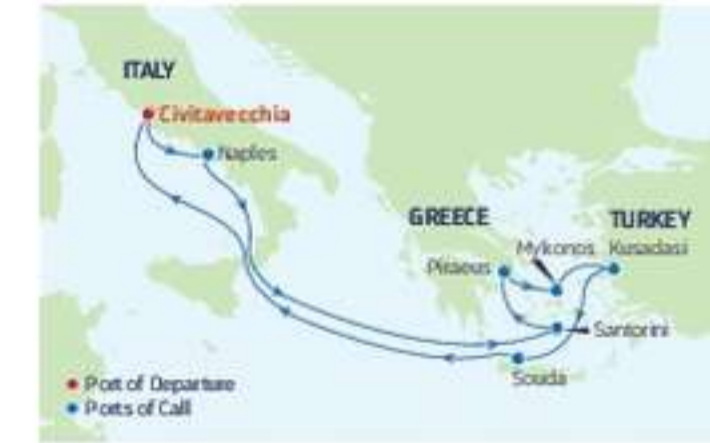 ITALY
Civitavecchia
Naples
GREECE
TURKEY
Mykonos
Kusadasi
Piraeus
Santorini
Souda
Port of Departure
Ports of Call